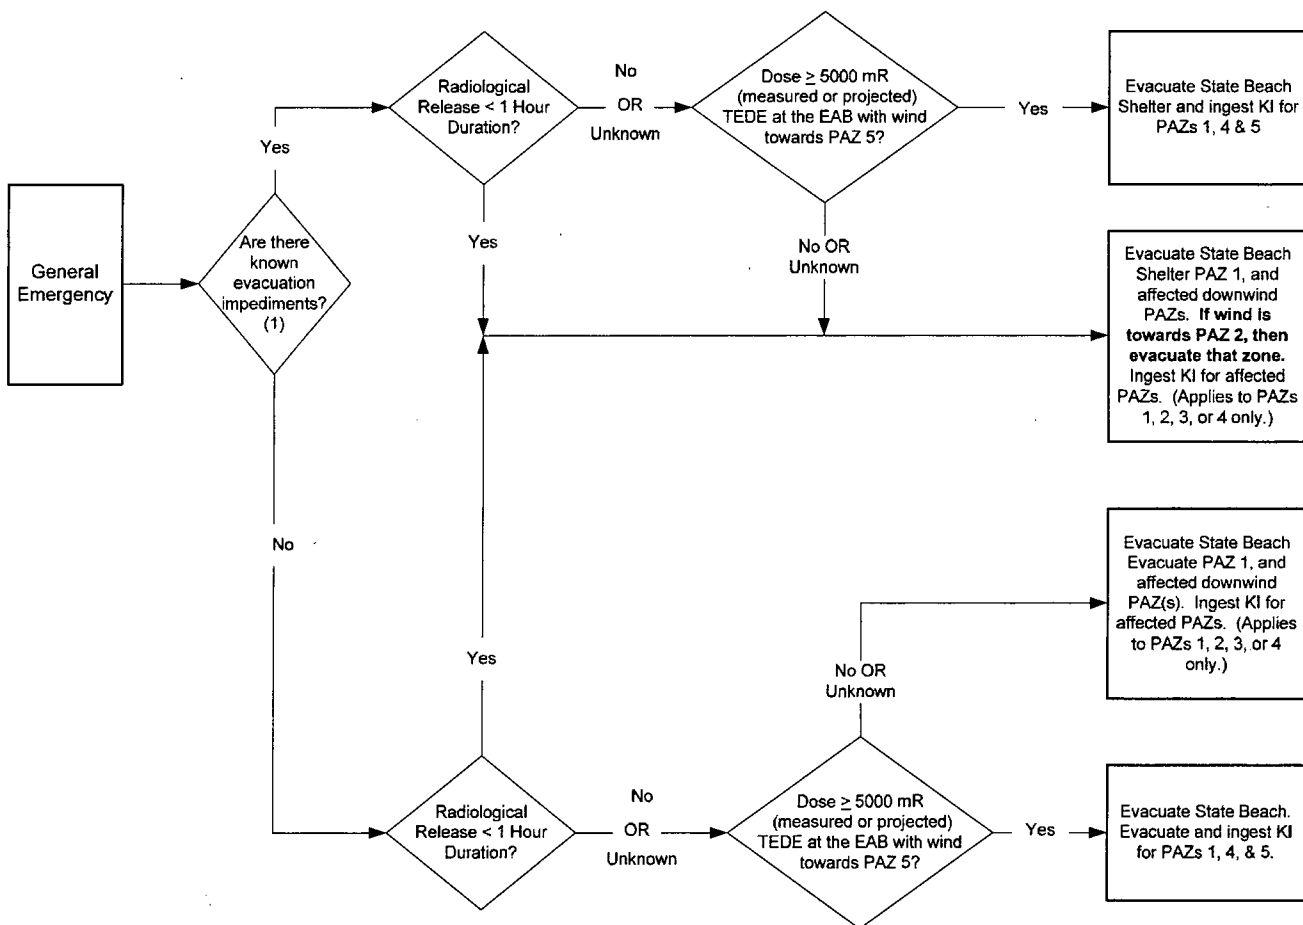 General
Emergency
Are there
known
evacuation
impediments?
(1)
Yes
Radiological
Release < 1 Hour
Duration?
No
OR
Unknown
Dose ≥ 5000 mR
(measured or projected)
TEDE at the EAB with wind
towards PAZ 5?
Yes
Evacuate State Beach
Shelter and ingest KI for
PAZs 1, 4 & 5
Yes
No OR
Unknown
Evacuate State Beach
Shelter PAZ 1, and
affected downwind
PAZs. If wind is
towards PAZ 2, then
evacuate that zone.
Ingest KI for affected
PAZs. (Applies to PAZs
1, 2, 3, or 4 only.)
No
Yes
Radiological
Release < 1 Hour
Duration?
No
OR
Unknown
Dose ≥ 5000 mR
(measured or projected)
TEDE at the EAB with wind
towards PAZ 5?
No OR
Unknown
Evacuate State Beach
Evacuate PAZ 1, and
affected downwind
PAZ(s). Ingest KI for
affected PAZs. (Applies
to PAZs 1, 2, 3, or 4
only.)
Yes
Evacuate State Beach.
Evacuate and ingest KI
for PAZs 1, 4, & 5.